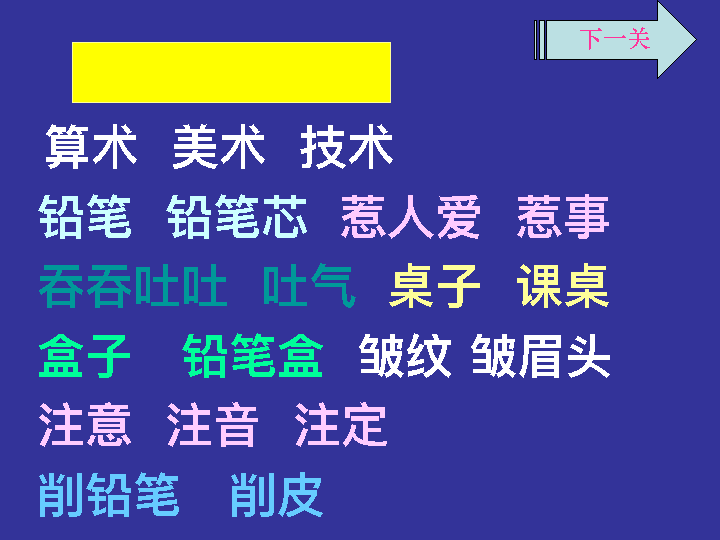 下一关
算术 美术 技术
铅笔 铅笔芯 惹人爱 惹事
吞吞吐吐 吐气 桌子 课桌
盒子 铅笔盒 皱纹 皱眉头
注意 注音 注定
削铅笔 削皮